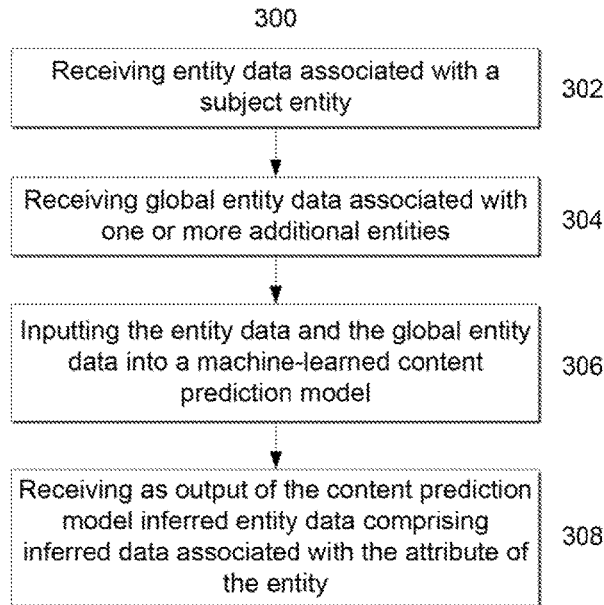 300
Receiving entity data associated with a
subject entity
302
Receiving global entity data associated with
one or more additional entities
304
Inputting the entity data and the global entity
data into a machine-learned content
prediction model
306
Receiving as output of the content prediction
model inferred entity data comprising
inferred data associated with the attribute of
the entity
308